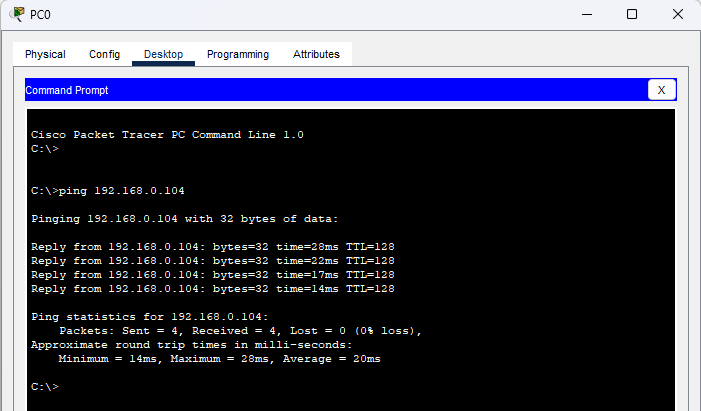 PC0
Physical Config Desktop Programming Attributes
Command Prompt X
Cisco Packet Tracer PC Command Line 1.0
C:\>
C:\>ping 192.168.0.104
Pinging 192.168.0.104 with 32 bytes of data:
Reply from 192.168.0.104: bytes=32 time=28ms TTL=128
Reply from 192.168.0.104: bytes=32 time=22ms TTL=128
Reply from 192.168.0.104: bytes=32 time=17ms TTL=128
Reply from 192.168.0.104: bytes=32 time=14ms TTL=128
Ping statistics for 192.168.0.104:
Packets: Sent = 4, Received = 4, Lost = 0 (0% loss),
Approximate round trip times in milli-seconds:
Minimum = 14ms, Maximum = 28ms, Average = 20ms
C:\>